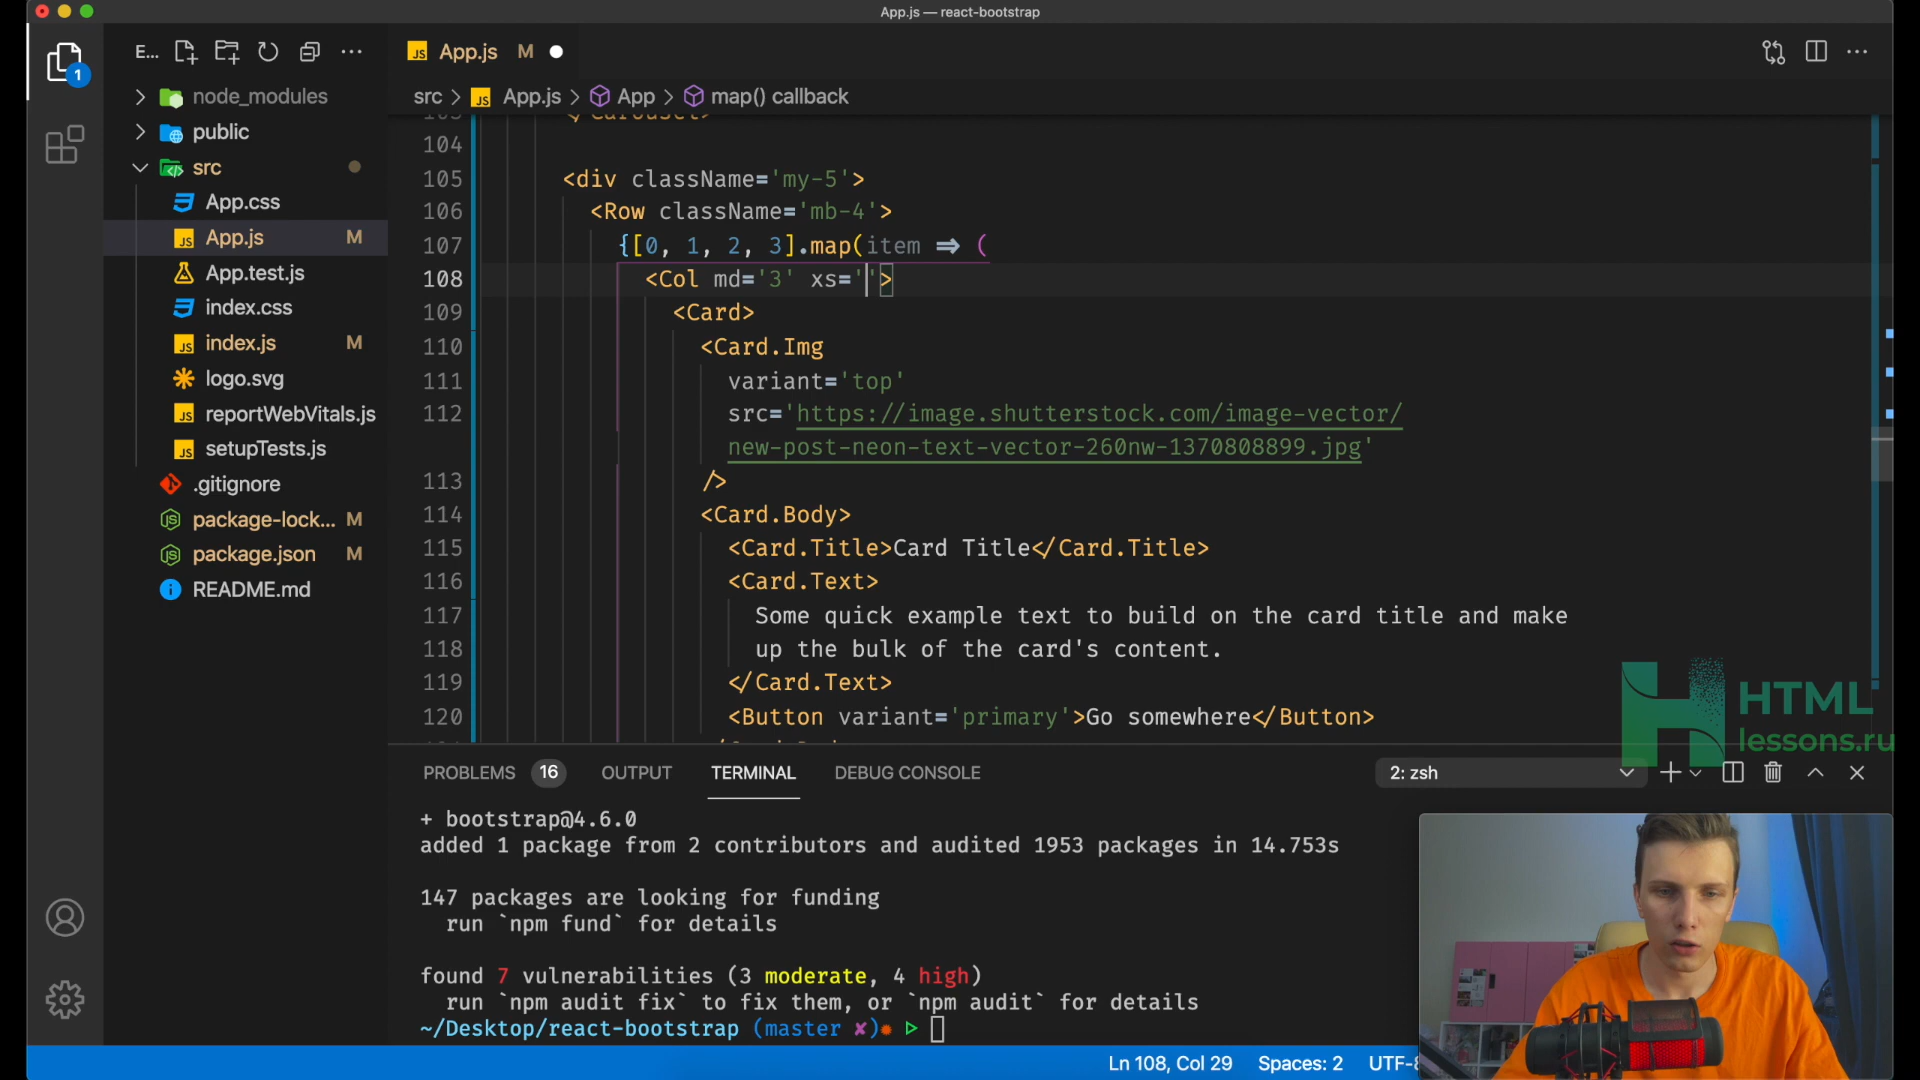 App.js — react-bootstrap
E...
App.js M
1
node_modules
src > JS App.js > App > map() callback
public
src
App.css
JS App.js M
App.test.js
index.css
JS index.js M
logo.svg
JS reportWebVitals.js
JS setupTests.js
.gitignore
package-lock... M
package.json M
README.md
104
105 <div className='my-5'>
106 <Row className='mb-4'>
107 {[0, 1, 2, 3].map(item ⇒ (
108 <Col md='3' xs=''>
109 <Card>
110 <Card.Img
111 variant='top'
112 src='https://image.shutterstock.com/image-vector/
new-post-neon-text-vector-260nw-1370808899.jpg'
113 />
114 <Card.Body>
115 <Card.Title>Card Title</Card.Title>
116 <Card.Text>
117 Some quick example text to build on the card title and make
118 up the bulk of the card's content.
119 </Card.Text>
120 <Button variant='primary'>Go somewhere</Button>
HTML
lessons.ru
PROBLEMS 16 OUTPUT TERMINAL DEBUG CONSOLE 2: zsh
+ bootstrap@4.6.0
added 1 package from 2 contributors and audited 1953 packages in 14.753s
147 packages are looking for funding
run `npm fund` for details
found 7 vulnerabilities (3 moderate, 4 high)
run `npm audit fix` to fix them, or `npm audit` for details
~/Desktop/react-bootstrap (master ✘)✹ ▷
Ln 108, Col 29 Spaces: 2